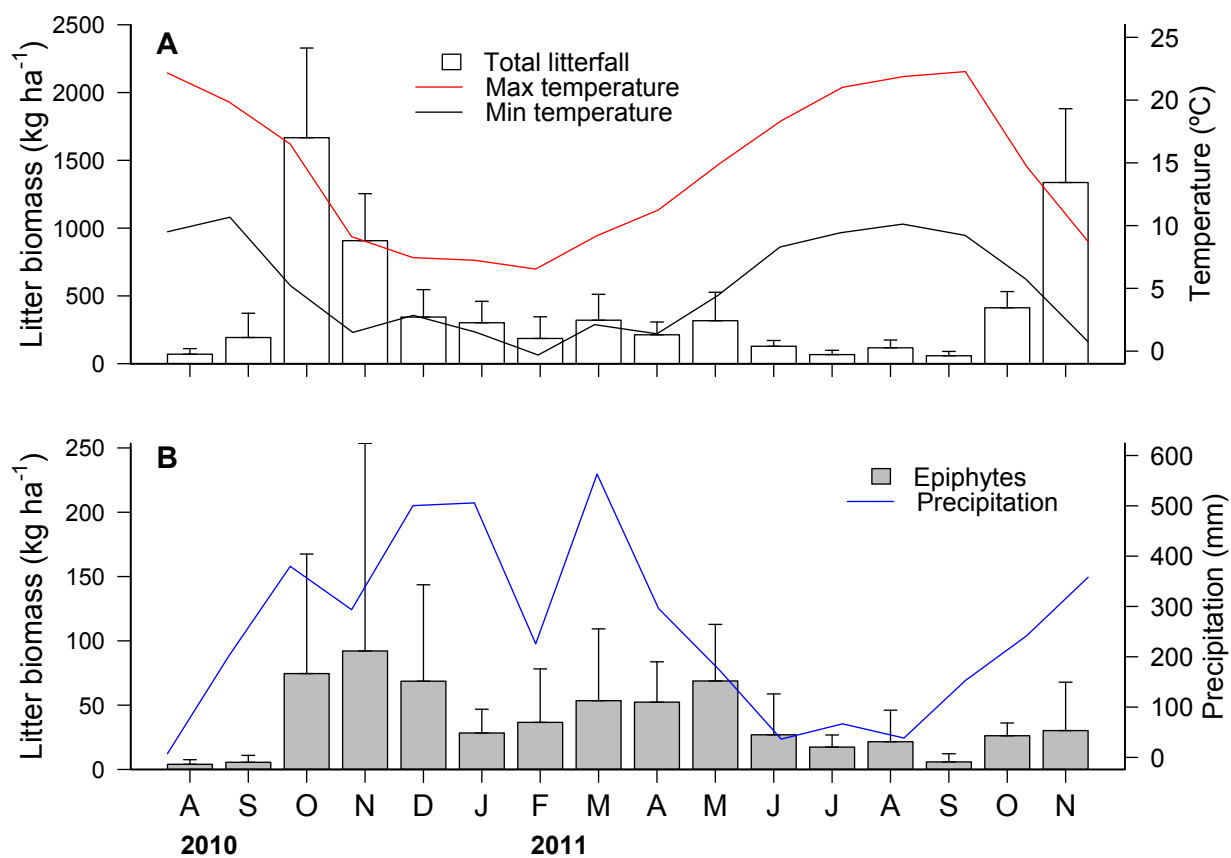 A
Total litterfall
Max temperature
Min temperature
Litter biomass (kg ha⁻¹)
2500
2000
1500
1000
500
0
Temperature (ºC)
25
20
15
10
5
0
B
Epiphytes
Precipitation
Litter biomass (kg ha⁻¹)
250
200
150
100
50
0
Precipitation (mm)
600
500
400
300
200
100
0
A S O N D J F M A M J J A S O N
2010 2011